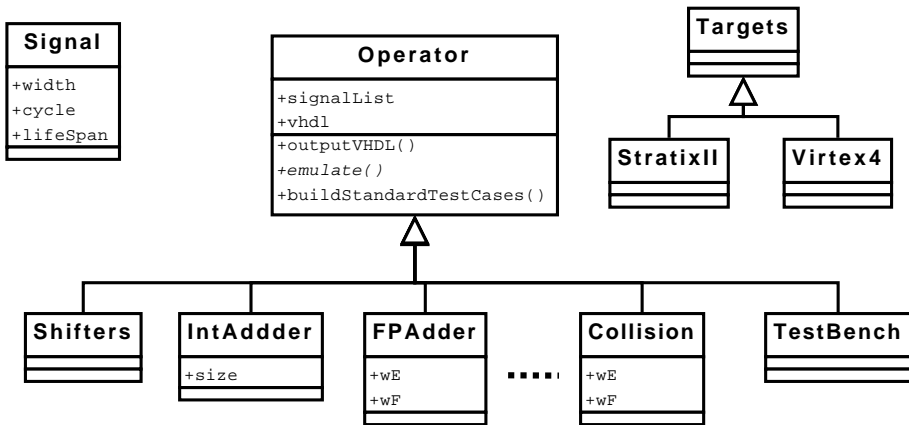 Signal
+width
+cycle
+lifeSpan
Operator
+signalList
+vhdl
+outputVHDL()
+emulate()
+buildStandardTestCases()
Targets
StratixII
Virtex4
Shifters
IntAddder
+size
FPAdder
+wE
+wF
Collision
+wE
+wF
TestBench